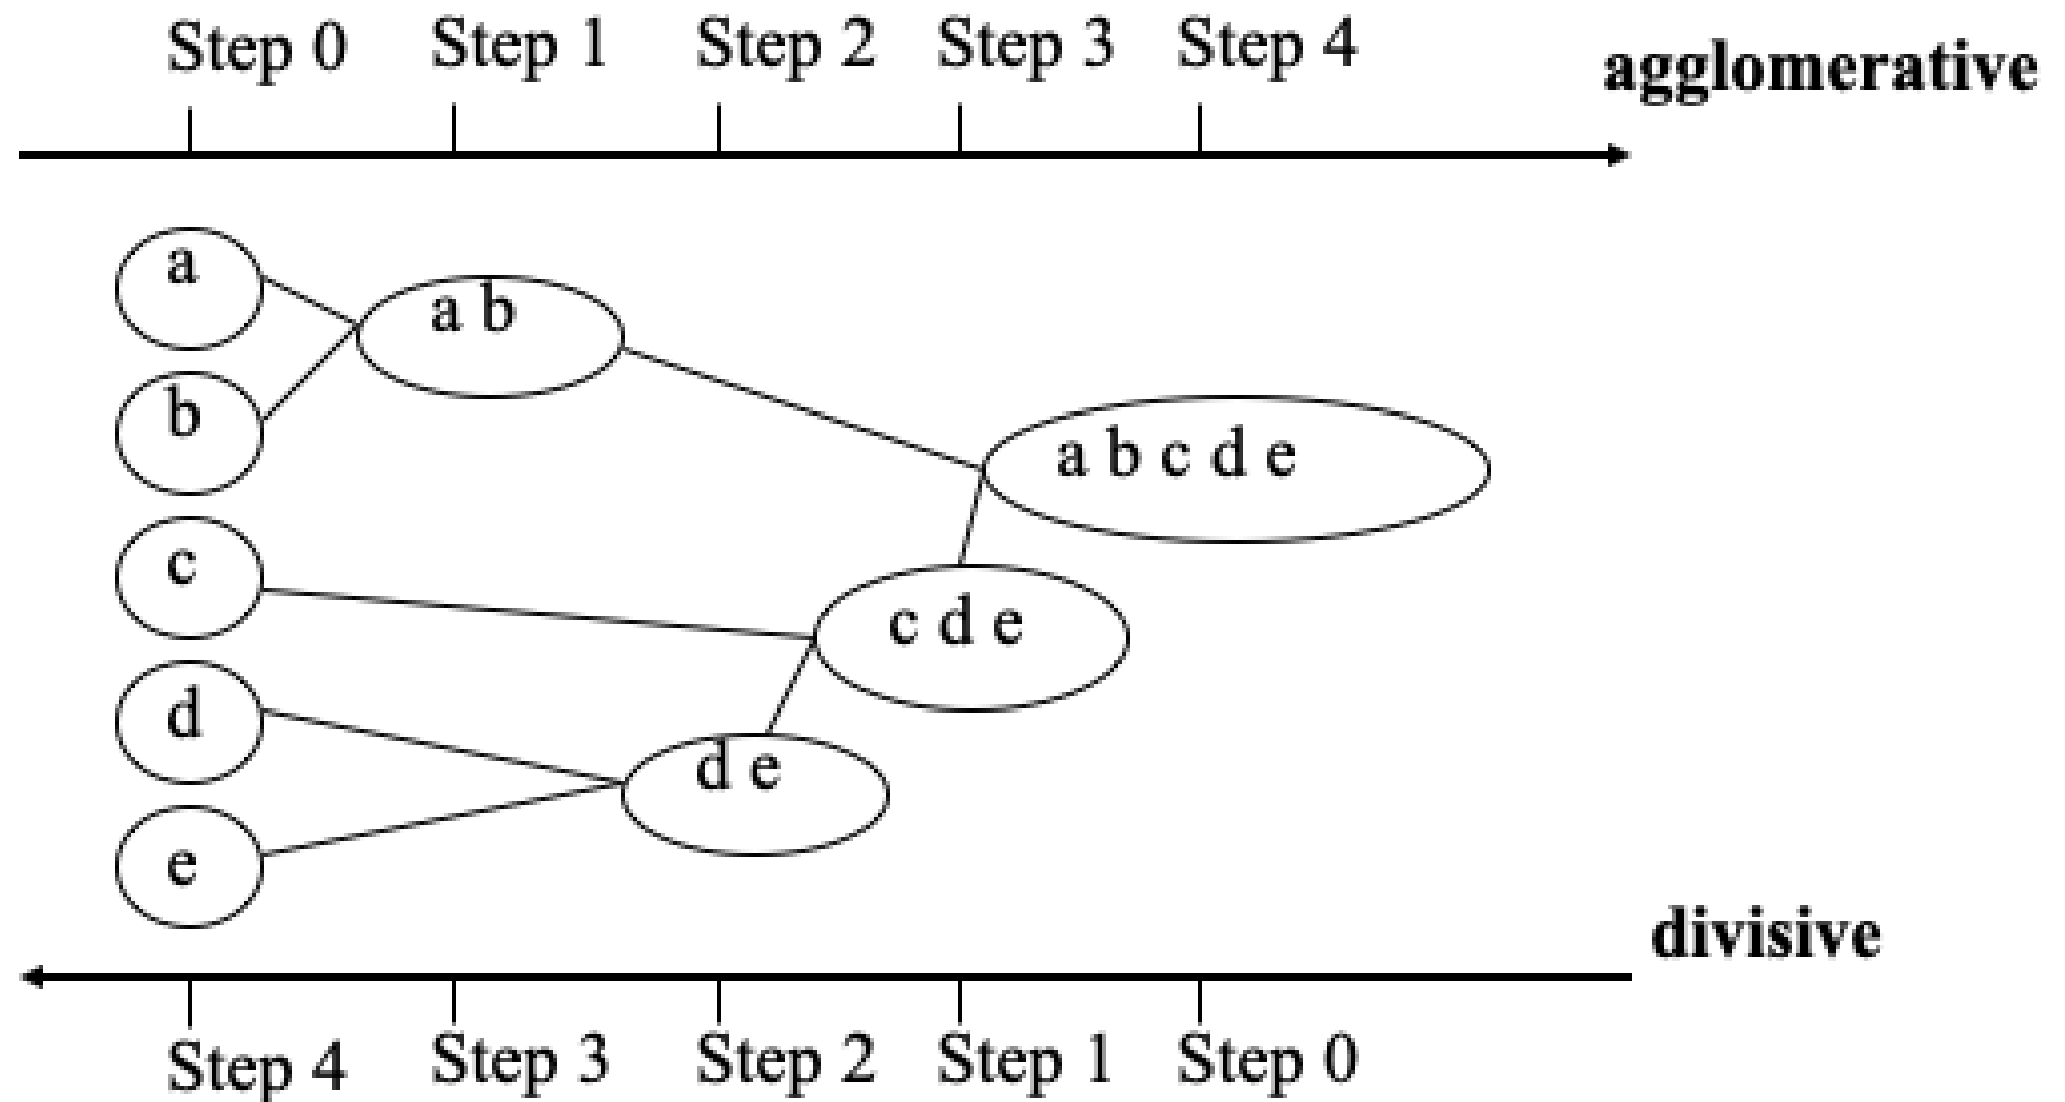 Step 0 Step 1 Step 2 Step 3 Step 4
agglomerative
a
a b
b
a b c d e
c
c d e
d
d e
e
divisive
Step 4 Step 3 Step 2 Step 1 Step 0